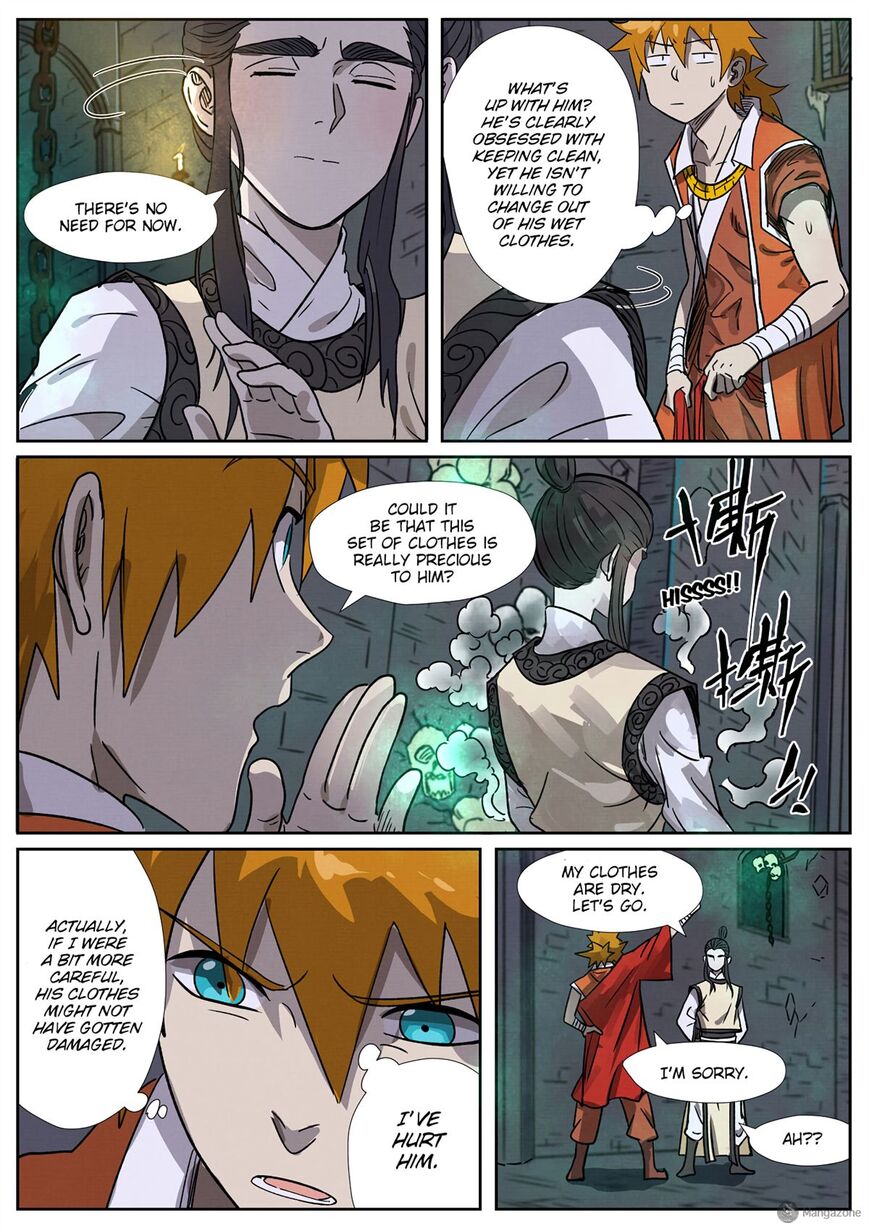 THERE'S NO
NEED FOR NOW.
WHAT'S
UP WITH HIM?
HE'S CLEARLY
OBSESSED WITH
KEEPING CLEAN,
YET HE ISN'T
WILLING TO
CHANGE OUT
OF HIS WET
CLOTHES.
COULD IT
BE THAT THIS
SET OF CLOTHES IS
REALLY PRECIOUS
TO HIM?
HISSSS!!
ACTUALLY,
IF I WERE
A BIT MORE
CAREFUL,
HIS CLOTHES
MIGHT NOT
HAVE GOTTEN
DAMAGED.
I'VE
HURT
HIM.
MY CLOTHES
ARE DRY.
LET'S GO.
I'M SORRY.
AH??
Mangazone